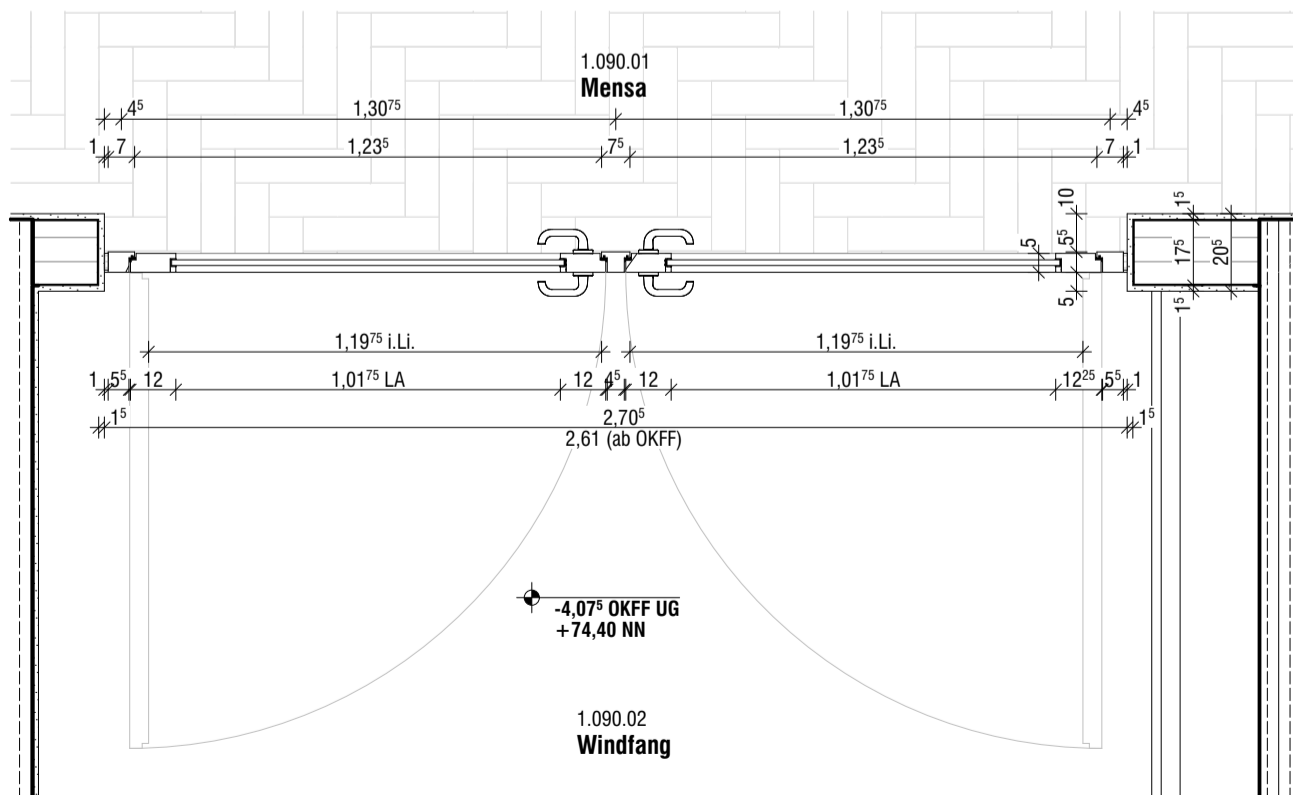 1.090.01
Mensa
4⁵ 1,30⁷⁵ 1,30⁷⁵ 4⁵
1 7 1,23⁵ 7⁵ 1,23⁵ 7 1
10 1⁵
5 5⁵ 17⁵ 20⁵
5 1⁵
1,19⁷⁵ i.Li. 1,19⁷⁵ i.Li.
1 5⁵ 12 1,01⁷⁵ LA 12 4⁵ 12 1,01⁷⁵ LA 12²⁵ 5⁵ 1
1⁵ 2,70⁵ 1⁵
2,61 (ab OKFF)
-4,07⁵ OKFF UG
+74,40 NN
1.090.02
Windfang